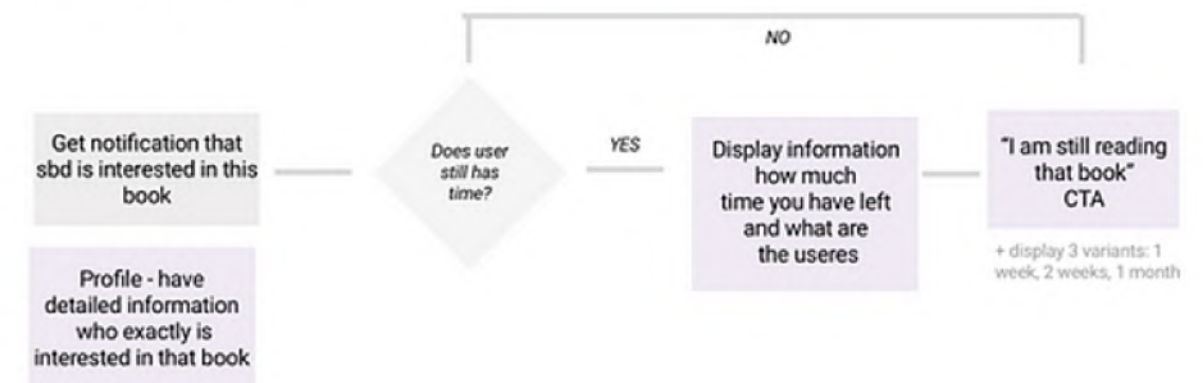 NO
Get notification that
sbd is interested in this
book
Does user
still has
time?
YES
Display information
how much
time you have left
and what are
the useres
"I am still reading
that book"
CTA
+ display 3 variants: 1
week, 2 weeks, 1 month
Profile - have
detailed information
who exactly is
interested in that book